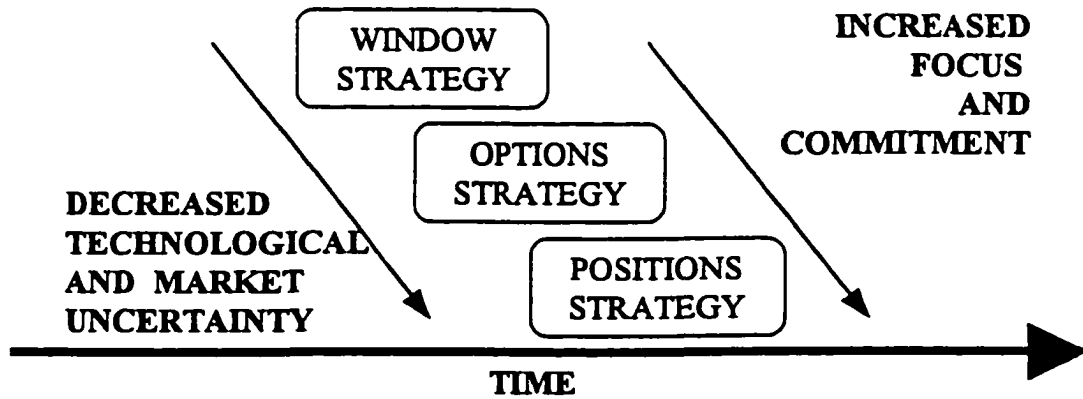 WINDOW
STRATEGY
INCREASED
FOCUS
AND
COMMITMENT
OPTIONS
STRATEGY
DECREASED
TECHNOLOGICAL
AND MARKET
UNCERTAINTY
POSITIONS
STRATEGY
TIME